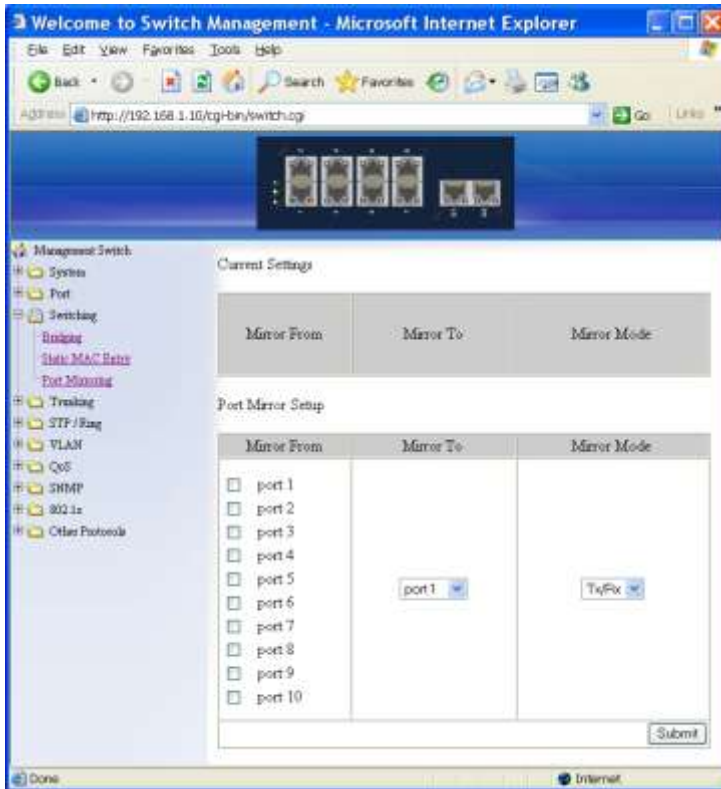 Welcome to Switch Management - Microsoft Internet Explorer
File Edit View Favorites Tools Help
Back Search Favorites
Address http://192.168.1.10/cgi-bin/switch.cgi Go Links
Management Switch
System
Port
Switching
Bridging
Static MAC Entry
Port Mirroring
Trunking
STP / Ring
VLAN
QoS
SNMP
802.1x
Other Protocols
Current Settings
Mirror From Mirror To Mirror Mode
Port Mirror Setup
Mirror From Mirror To Mirror Mode
port 1
port 2
port 3
port 4
port 5
port 6
port 7
port 8
port 9
port 10
port 1
Tx/Rx
Submit
Done Internet